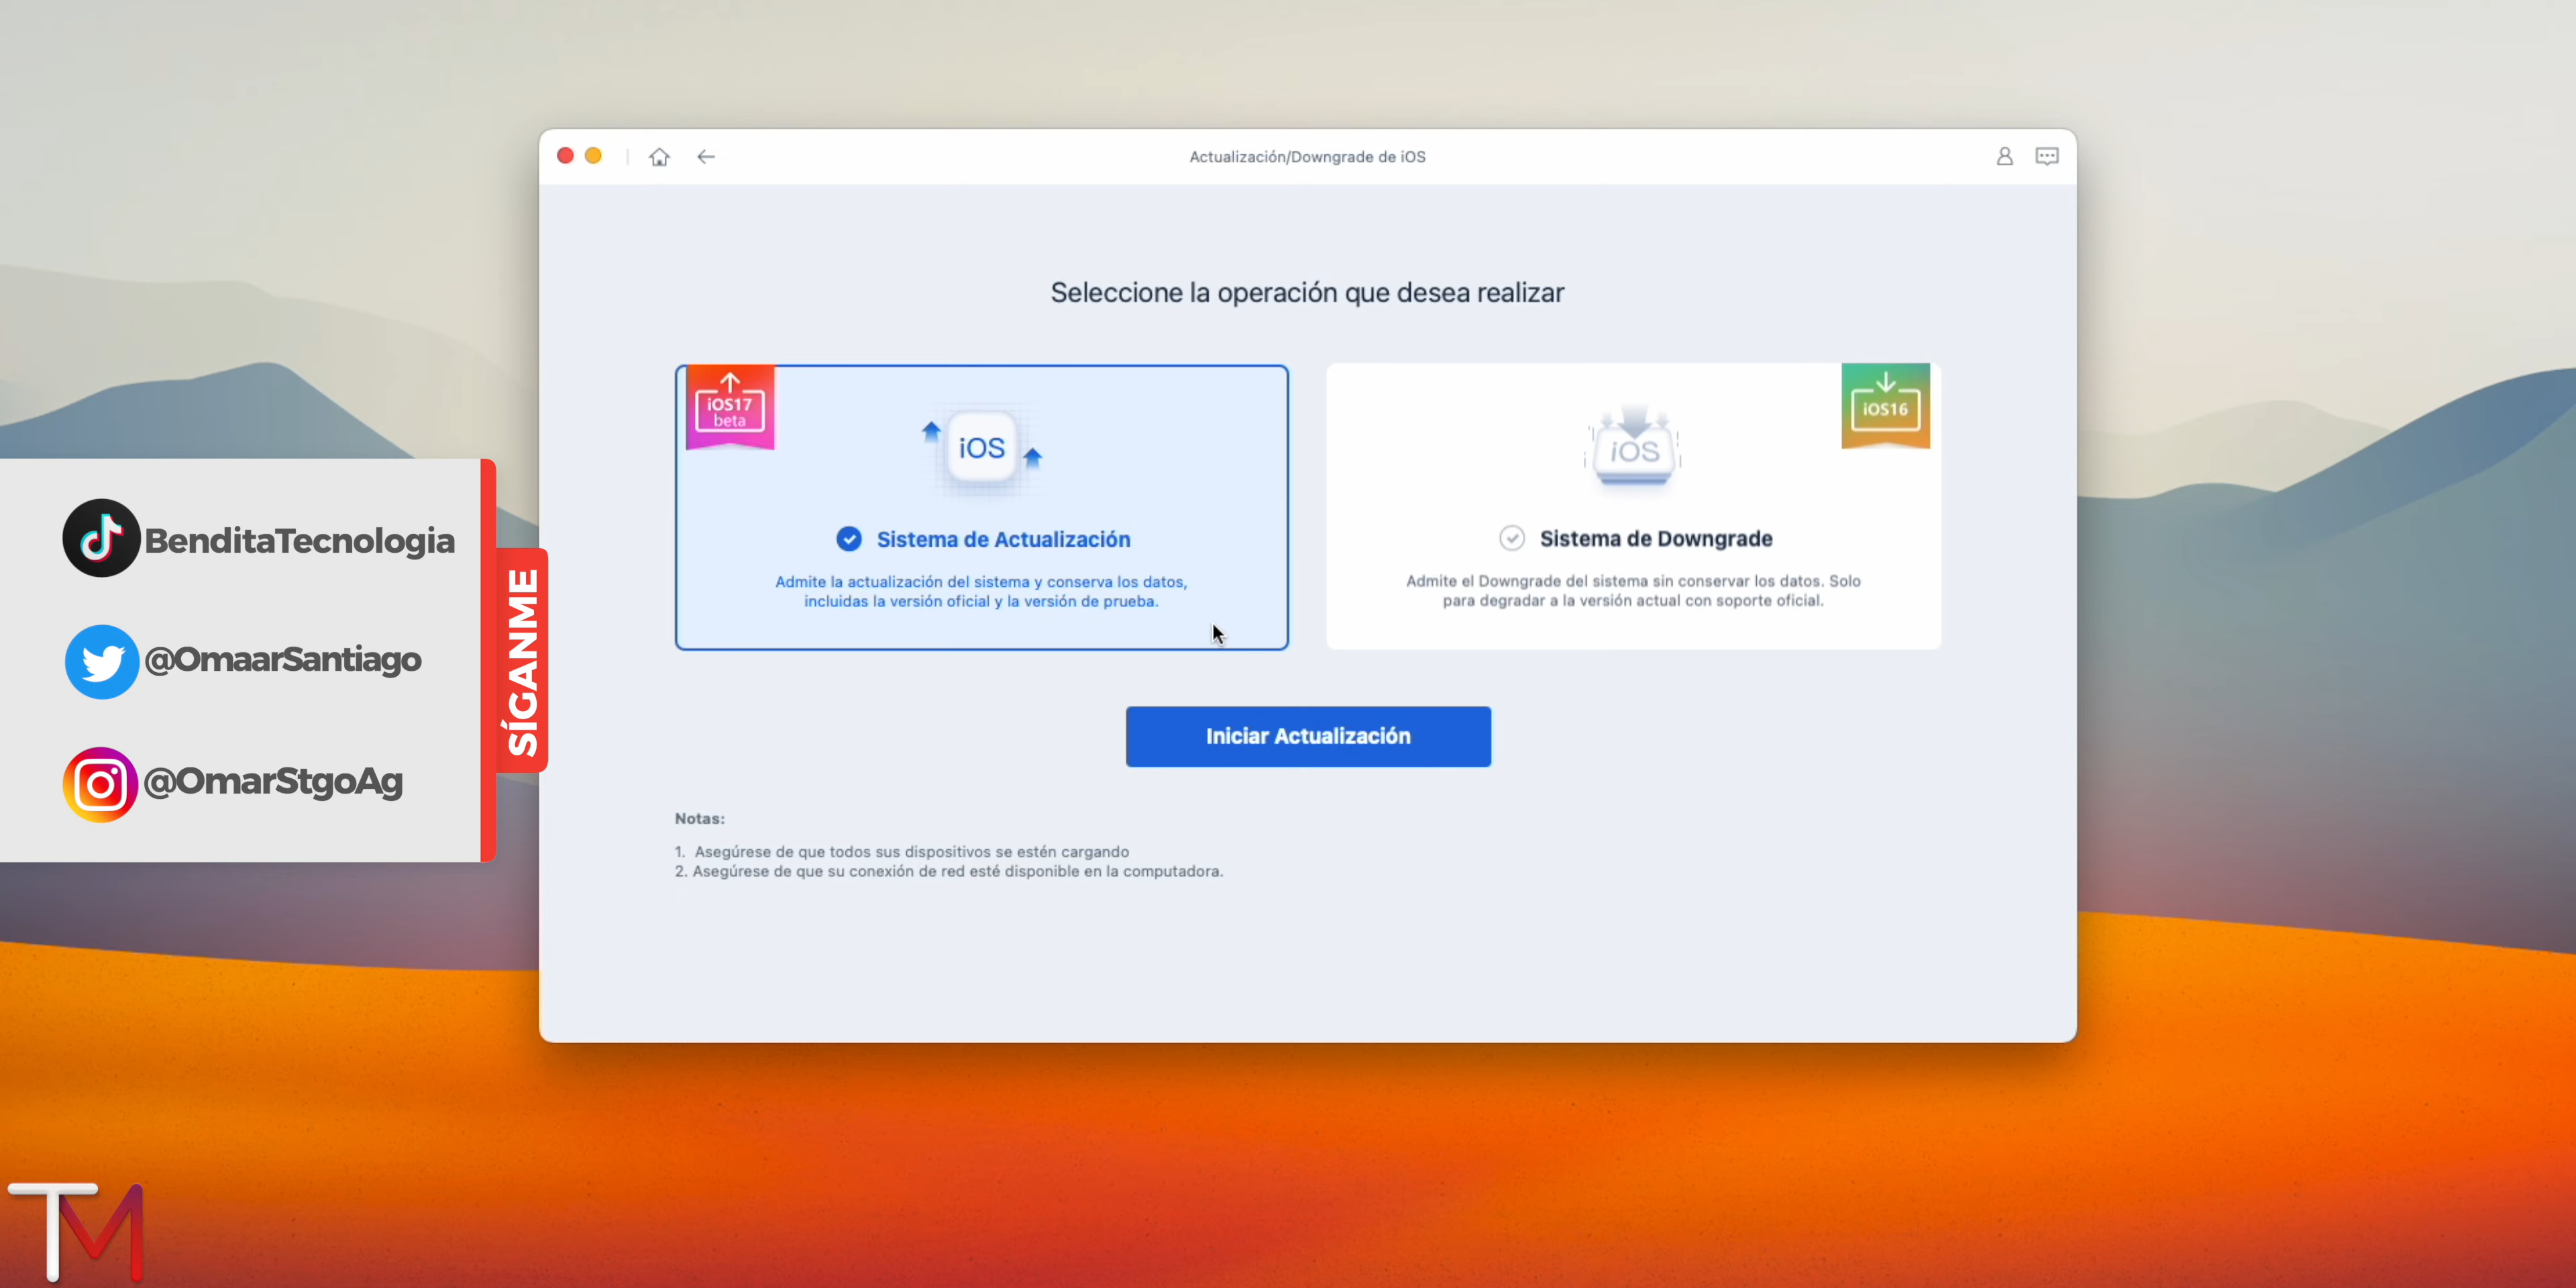 Actualización/Downgrade de iOS
Seleccione la operación que desea realizar
iOS17
beta
iOS
Sistema de Actualización
Admite la actualización del sistema y conserva los datos,
incluidas la versión oficial y la versión de prueba.
iOS16
iOS
Sistema de Downgrade
Admite el Downgrade del sistema sin conservar los datos. Solo
para degradar a la versión actual con soporte oficial.
Iniciar Actualización
Notas:
1. Asegúrese de que todos sus dispositivos se estén cargando
2. Asegúrese de que su conexión de red esté disponible en la computadora.
BenditaTecnologia
@OmaarSantiago
@OmarStgoAg
SÍGANME
TM